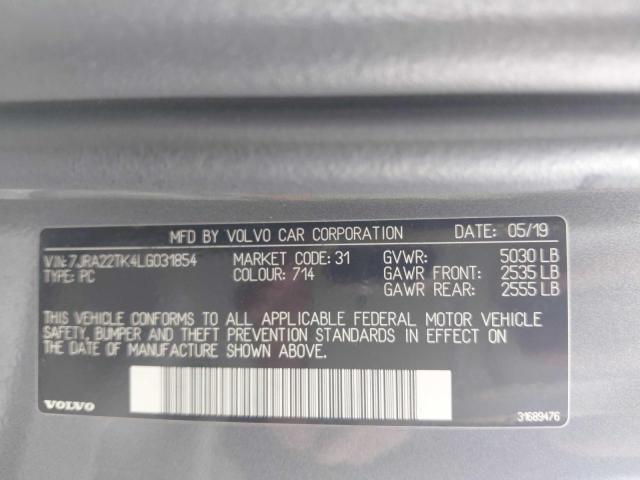 MFD BY VOLVO CAR CORPORATION DATE: 05/19
VIN: 7JRA22TK4LG031854 MARKET CODE: 31 GVWR: 5030 LB
TYPE: PC COLOUR: 714 GAWR FRONT: 2535 LB
GAWR REAR: 2555 LB
THIS VEHICLE CONFORMS TO ALL APPLICABLE FEDERAL MOTOR VEHICLE
SAFETY, BUMPER AND THEFT PREVENTION STANDARDS IN EFFECT ON
THE DATE OF MANUFACTURE SHOWN ABOVE.
VOLVO 31689476